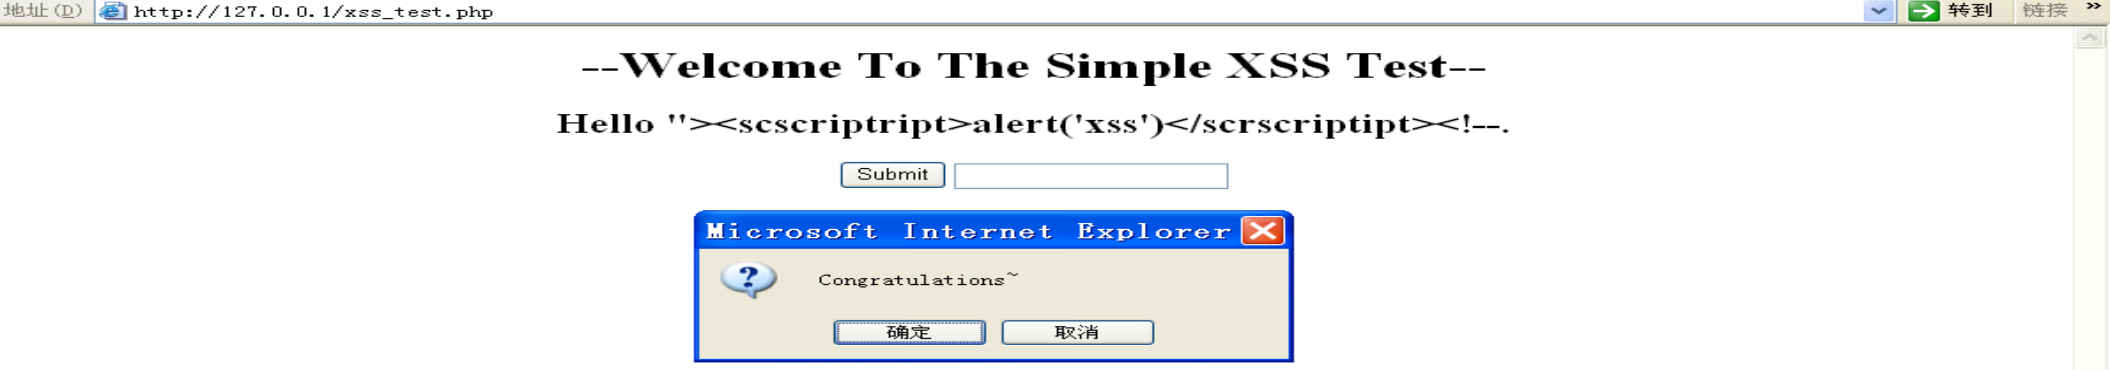 地址(D) http://127.0.0.1/xss_test.php 转到 链接 »
--Welcome To The Simple XSS Test--
Hello ''><scscriptript>alert('xss')</scrscriptipt><!--.
Submit
Microsoft Internet Explorer
Congratulations~
确定 取消